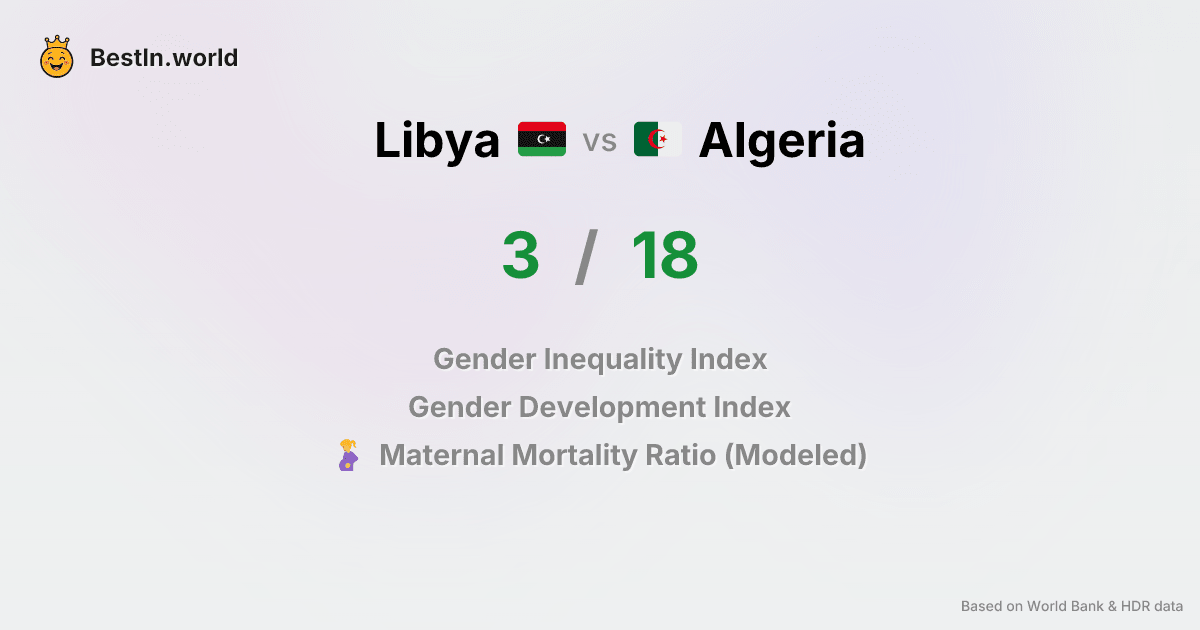 BestIn.world
Libya vs Algeria
3 / 18
Gender Inequality Index
Gender Development Index
Maternal Mortality Ratio (Modeled)
Based on World Bank & HDR data